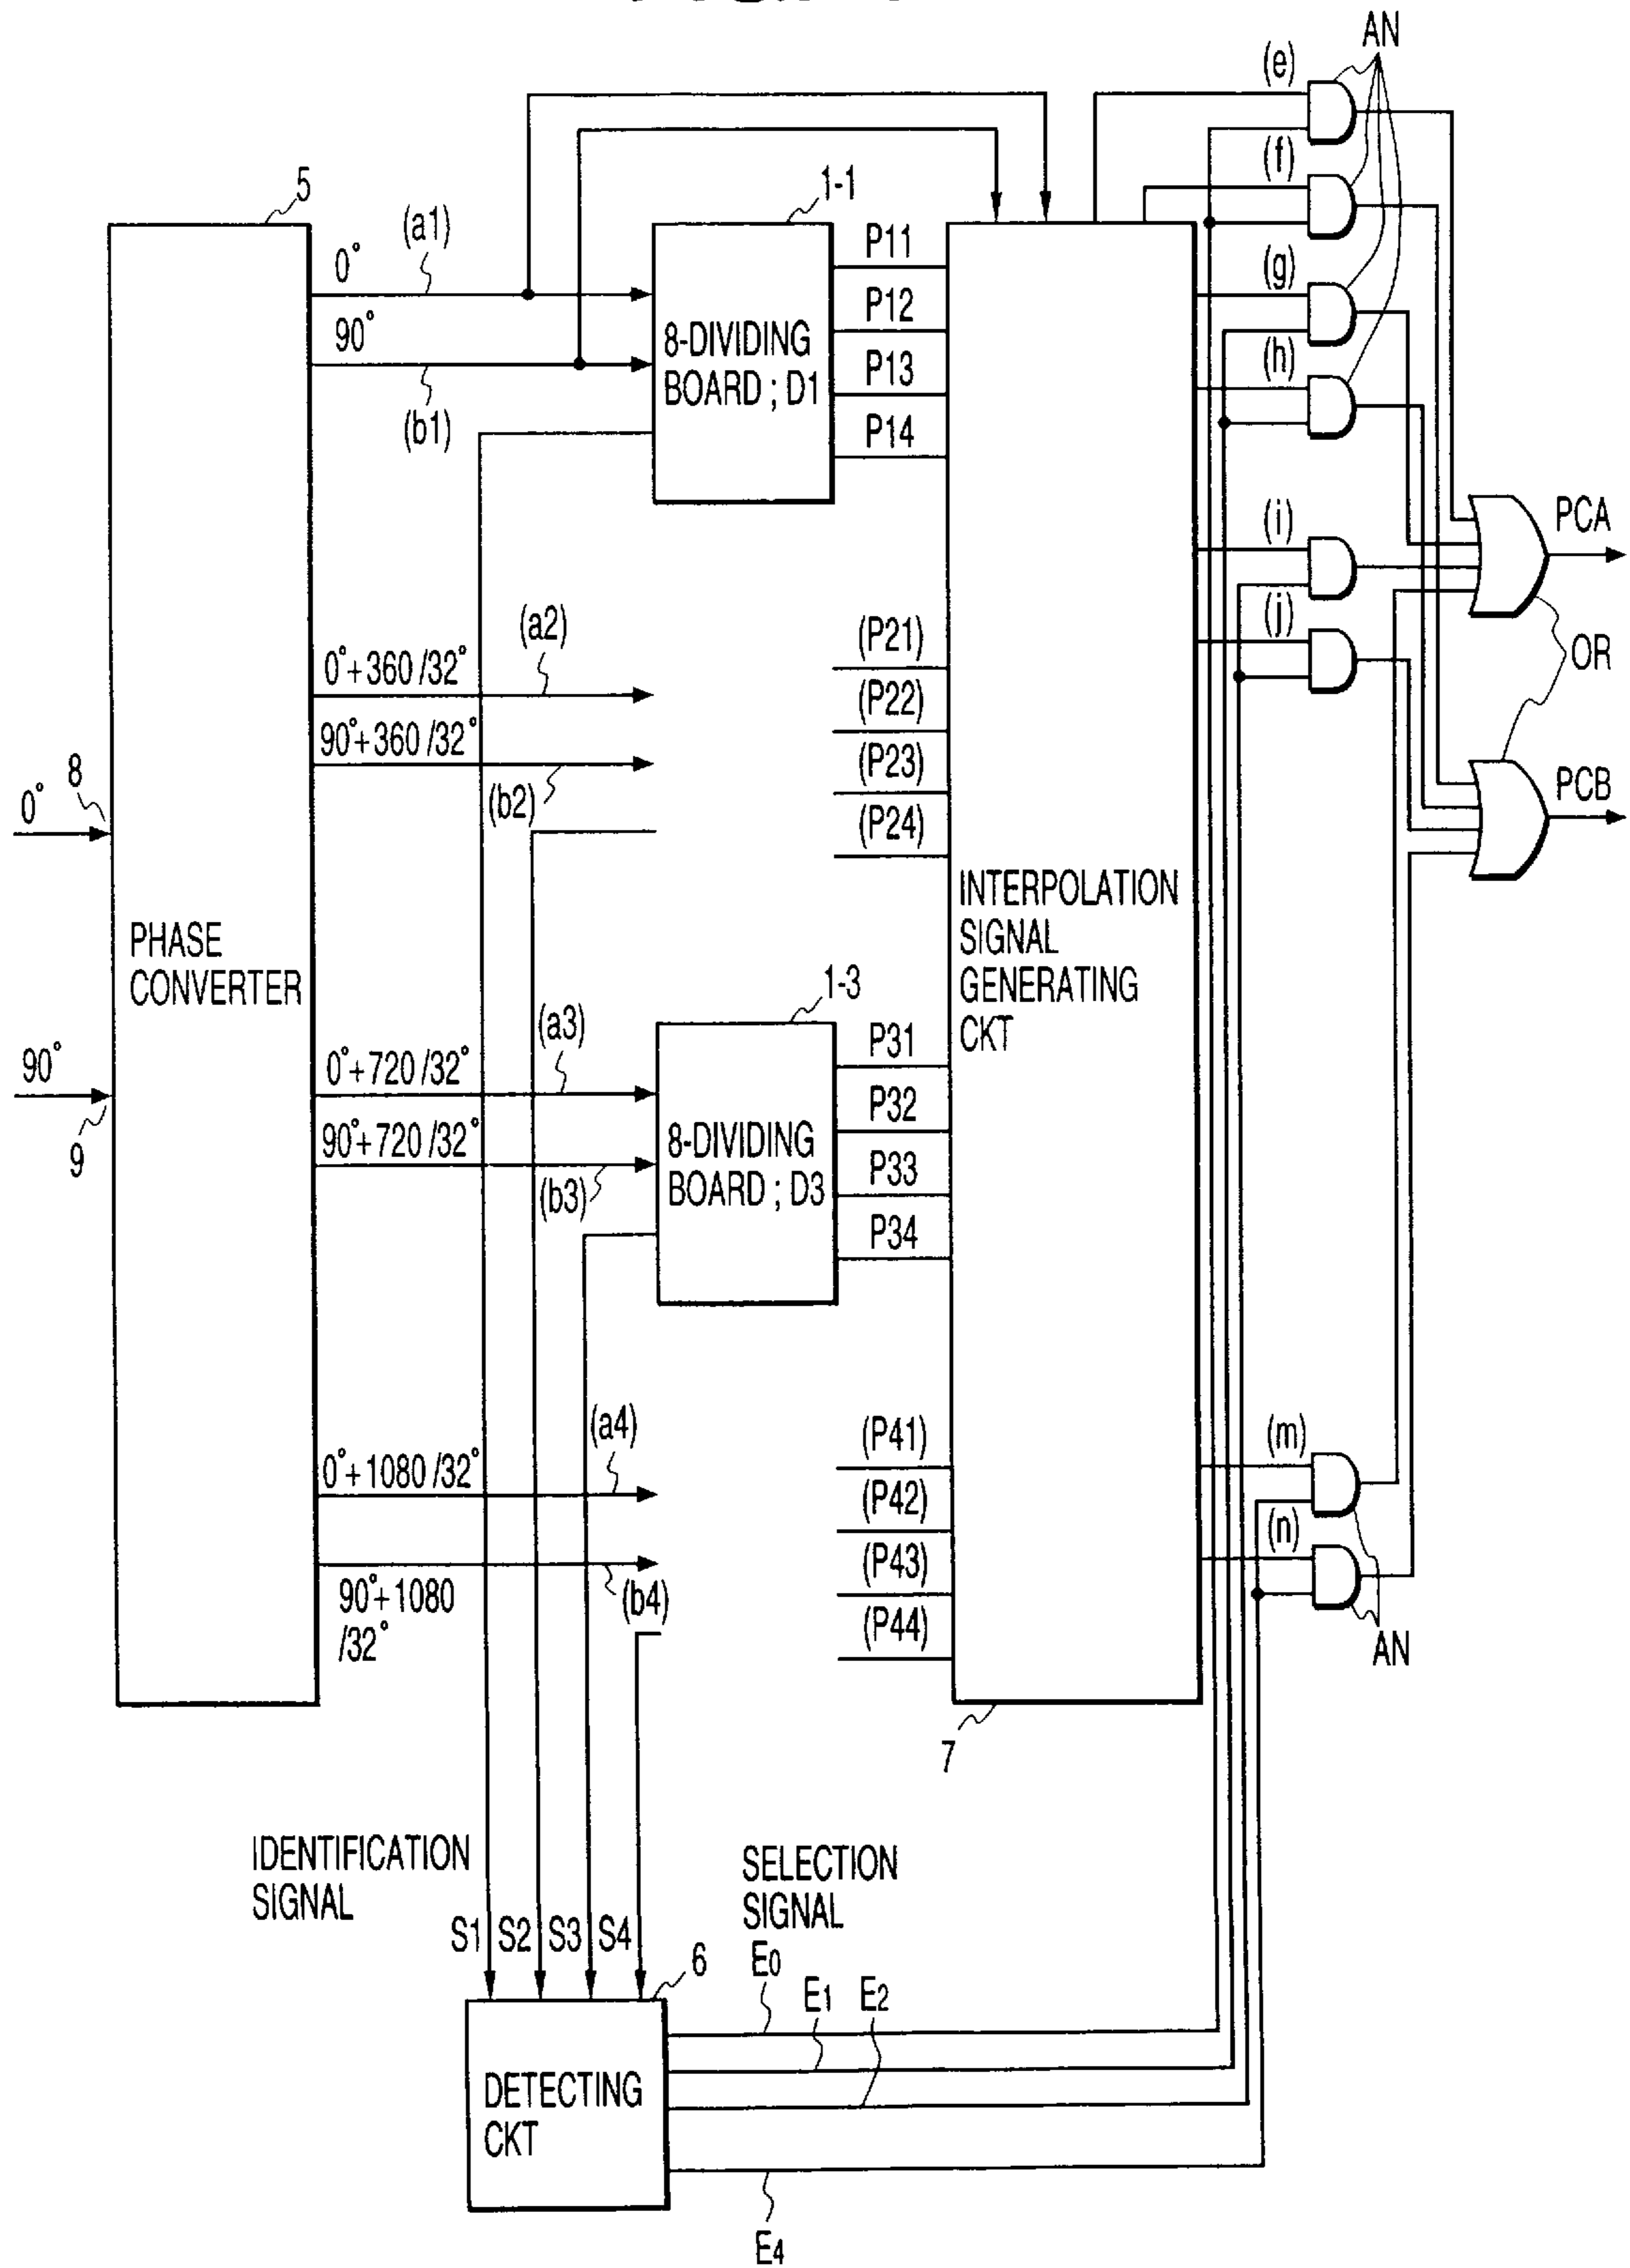 AN
(e)
(f)
5
1-1
(a1)
0°
P11
(g)
P12
90°
8-DIVIDING
BOARD ; D1
P13
(h)
(b1)
P14
(i)
PCA
(a2)
(j)
0°+360 /32°
(P21)
OR
90°+360 /32°
(P22)
8
(b2)
(P23)
PCB
0°
(P24)
INTERPOLATION
SIGNAL
GENERATING
CKT
PHASE
CONVERTER
1-3
(a3)
P31
90°
0°+720 /32°
P32
9
90°+720 /32°
8-DIVIDING
BOARD ; D3
P33
(b3)
P34
(a4)
(m)
0°+1080 /32°
(P41)
(P42)
(n)
90°+1080
/32°
(b4)
(P43)
(P44)
AN
7
IDENTIFICATION
SIGNAL
SELECTION
SIGNAL
S1 S2 S3 S4
6
E0
E1
E2
DETECTING
CKT
E4